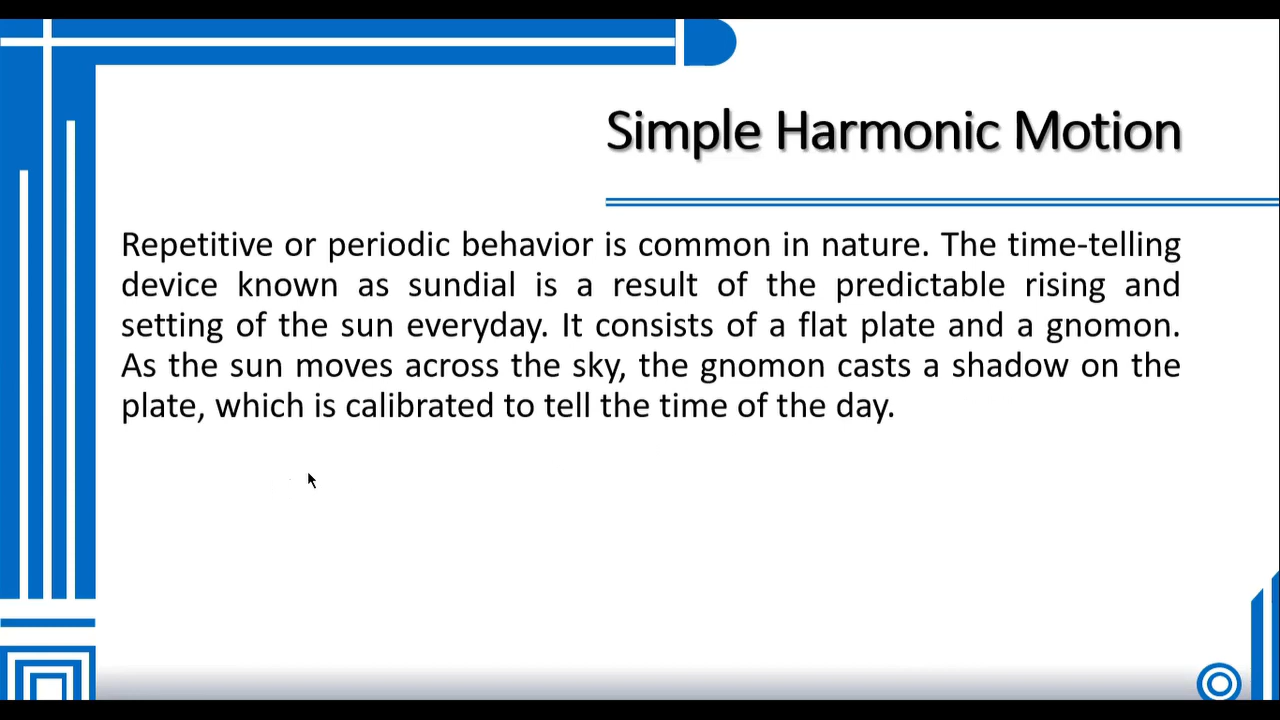 Simple Harmonic Motion
Repetitive or periodic behavior is common in nature. The time-telling
device known as sundial is a result of the predictable rising and
setting of the sun everyday. It consists of a flat plate and a gnomon.
As the sun moves across the sky, the gnomon casts a shadow on the
plate, which is calibrated to tell the time of the day.